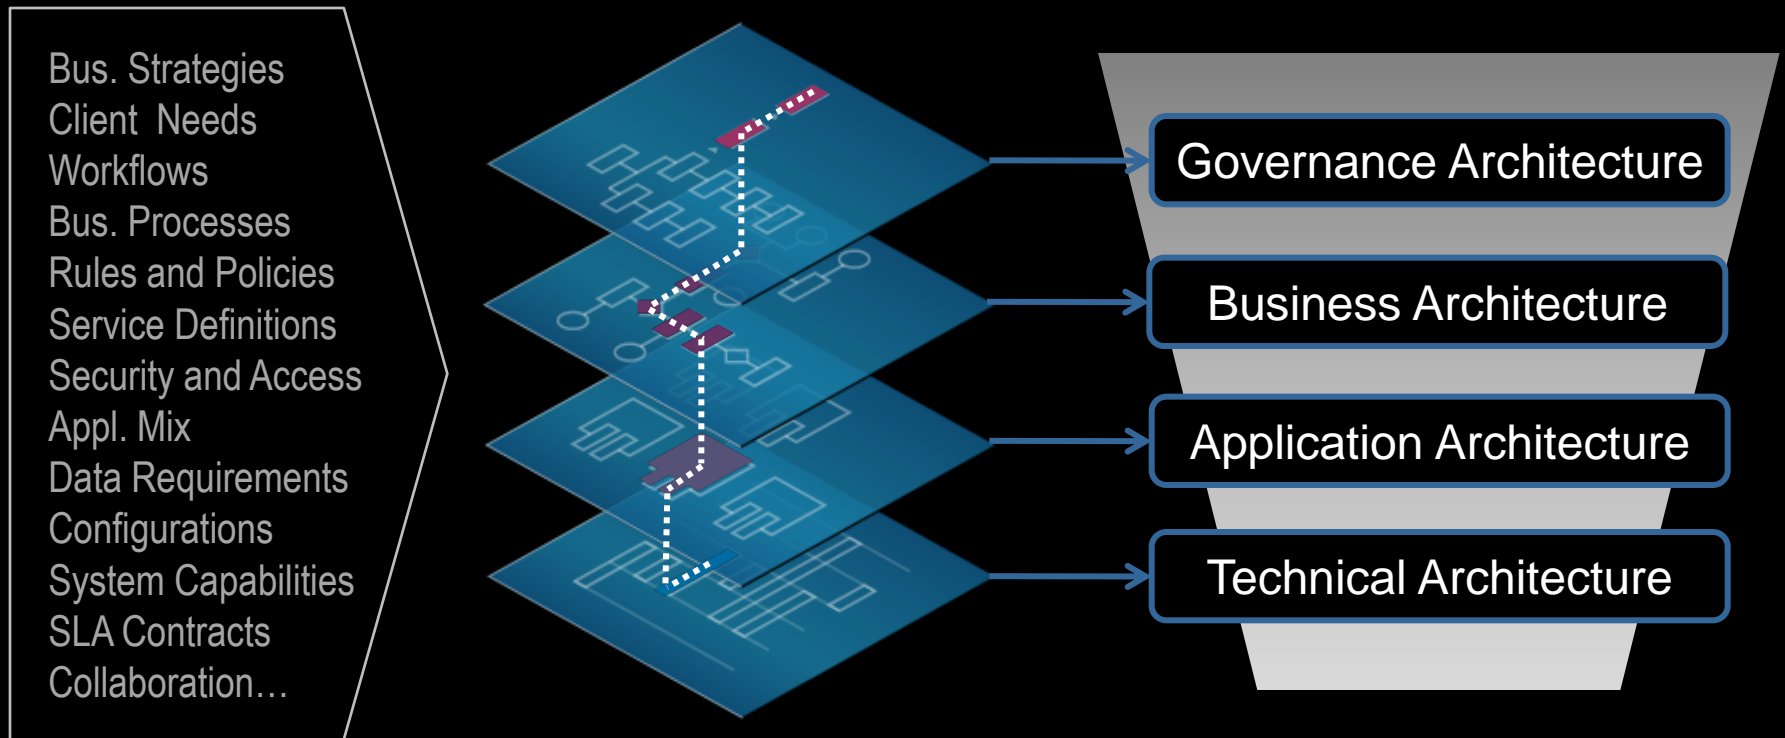 Bus. Strategies
Client Needs
Workflows
Bus. Processes
Rules and Policies
Service Definitions
Security and Access
Appl. Mix
Data Requirements
Configurations
System Capabilities
SLA Contracts
Collaboration…
Governance Architecture
Business Architecture
Application Architecture
Technical Architecture